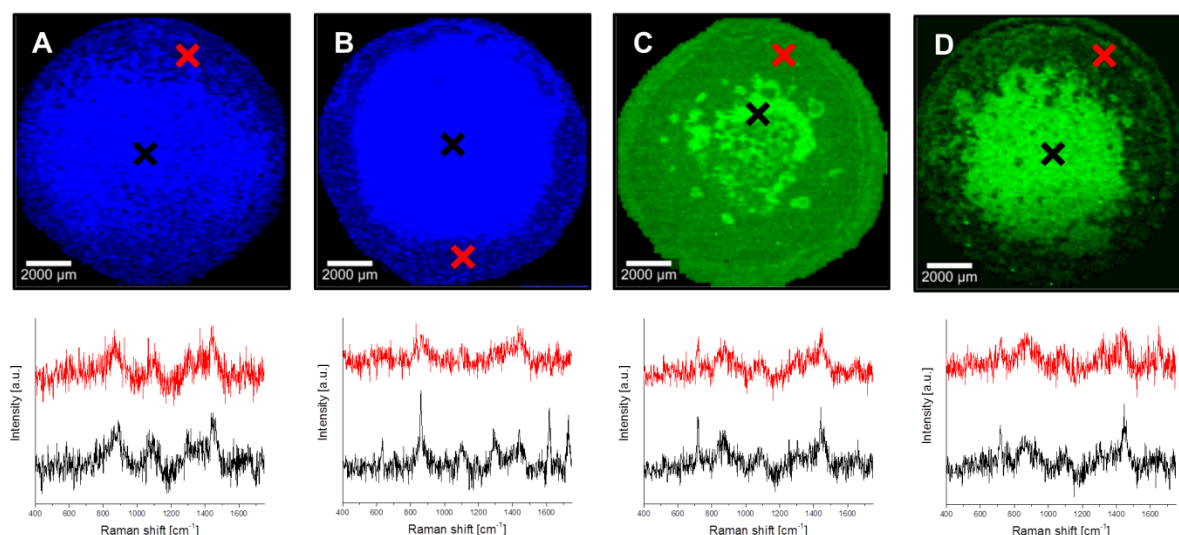 A B C D
2000 µm 2000 µm 2000 µm 2000 µm
Intensity [a.u.] Intensity [a.u.] Intensity [a.u.] Intensity [a.u.]
400 600 800 1000 1200 1400 1600 400 600 800 1000 1200 1400 1600 400 600 800 1000 1200 1400 1600 400 600 800 1000 1200 1400 1600
Raman shift [cm⁻¹] Raman shift [cm⁻¹] Raman shift [cm⁻¹] Raman shift [cm⁻¹]